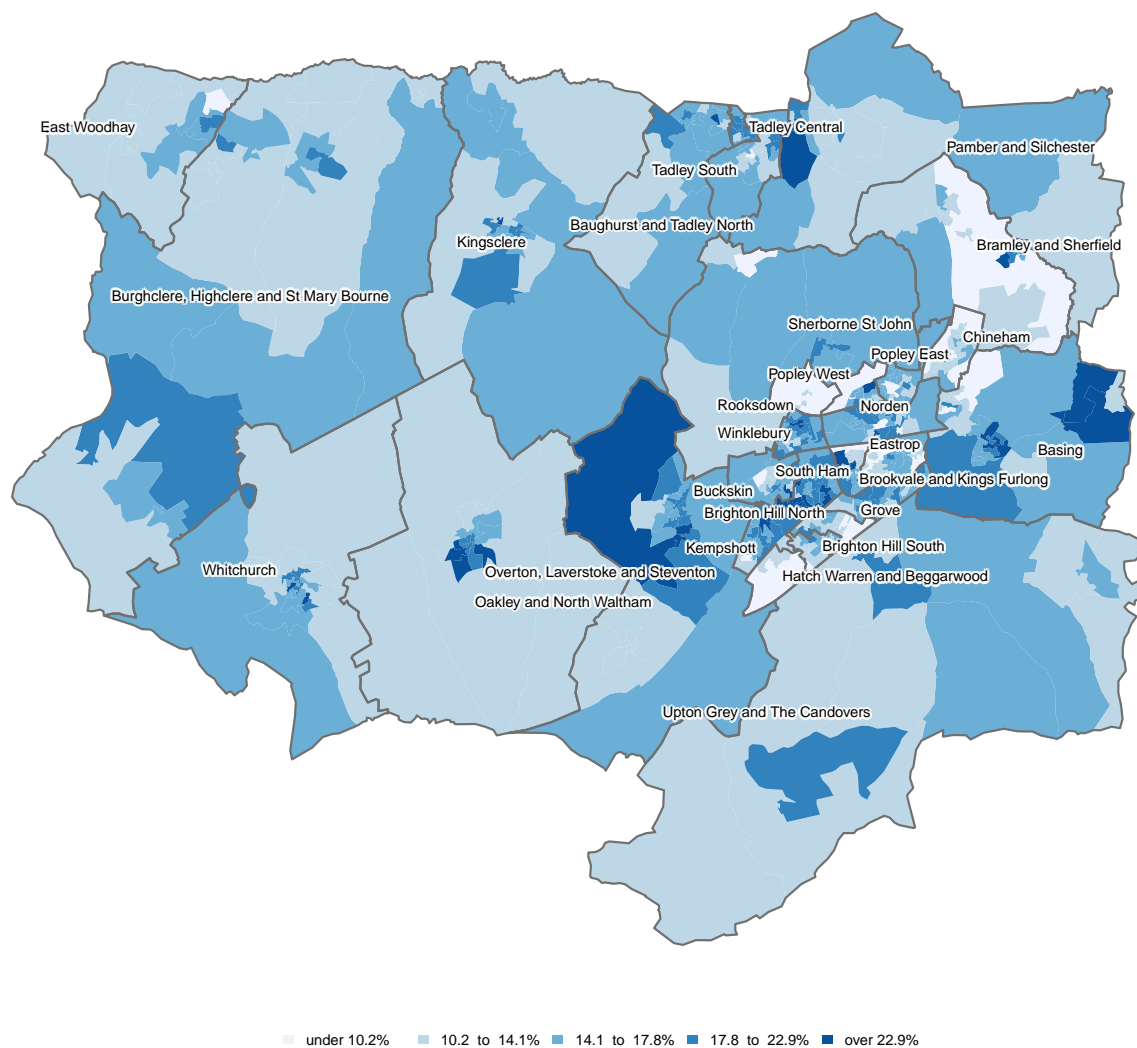 East Woodhay
Tadley Central
Pamber and Silchester
Tadley South
Baughurst and Tadley North
Kingsclere
Bramley and Sherfield
Burghclere, Highclere and St Mary Bourne
Sherborne St John
Chineham
Popley East
Popley West
Rooksdown
Norden
Winklebury
Eastrop
Basing
South Ham
Brookvale and Kings Furlong
Buckskin
Brighton Hill North
Grove
Kempshott
Brighton Hill South
Whitchurch
Overton, Laverstoke and Steventon
Hatch Warren and Beggarwood
Oakley and North Waltham
Upton Grey and The Candovers
under 10.2% 10.2 to 14.1% 14.1 to 17.8% 17.8 to 22.9% over 22.9%